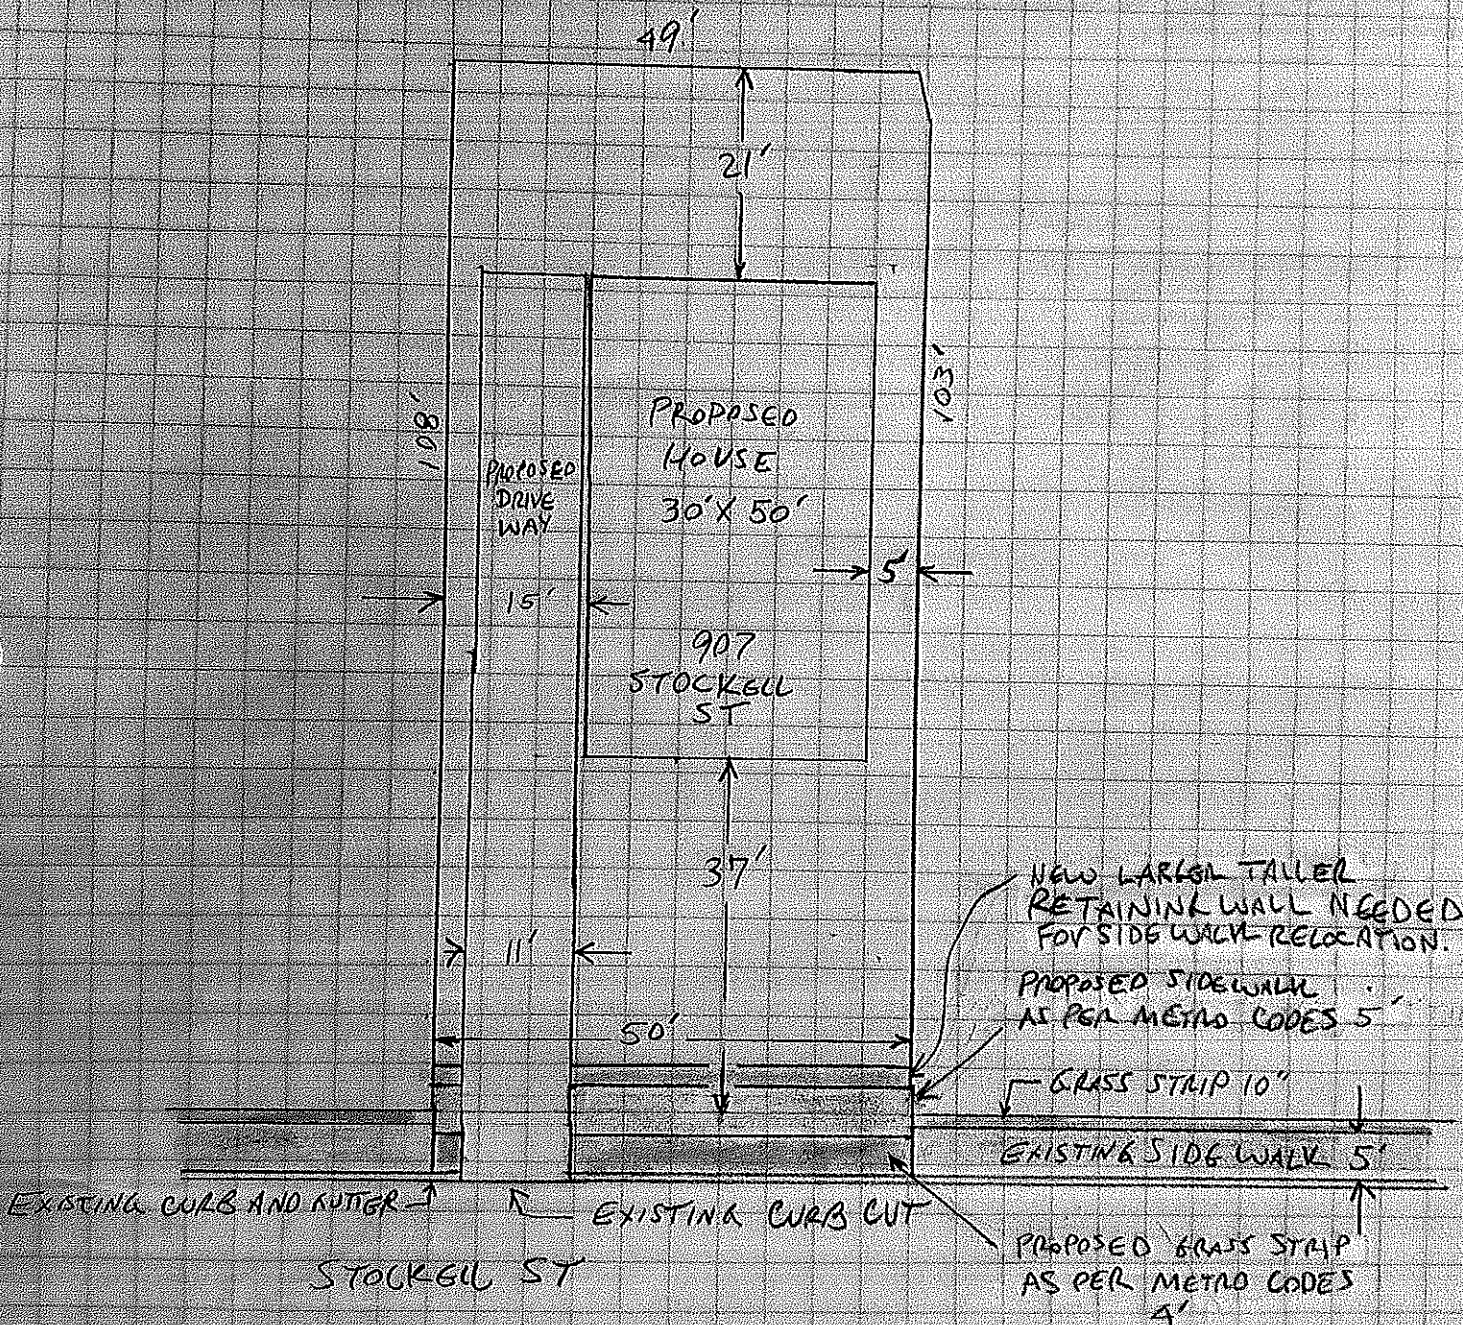 49'
21'
108'
103'
PROPOSED
HOUSE
30' X 50'
PROPOSED
DRIVE
WAY
5'
15'
907
STOCKELL
ST
37'
11'
50'
NEW LARGER TALLER
RETAINING WALL NEEDED
FOR SIDEWALK RELOCATION.
PROPOSED SIDEWALK
AS PER METRO CODES 5'
GRASS STRIP 10"
EXISTING SIDEWALK 5'
EXISTING CURB AND GUTTER
EXISTING CURB CUT
STOCKELL ST
PROPOSED GRASS STRIP
AS PER METRO CODES
4'